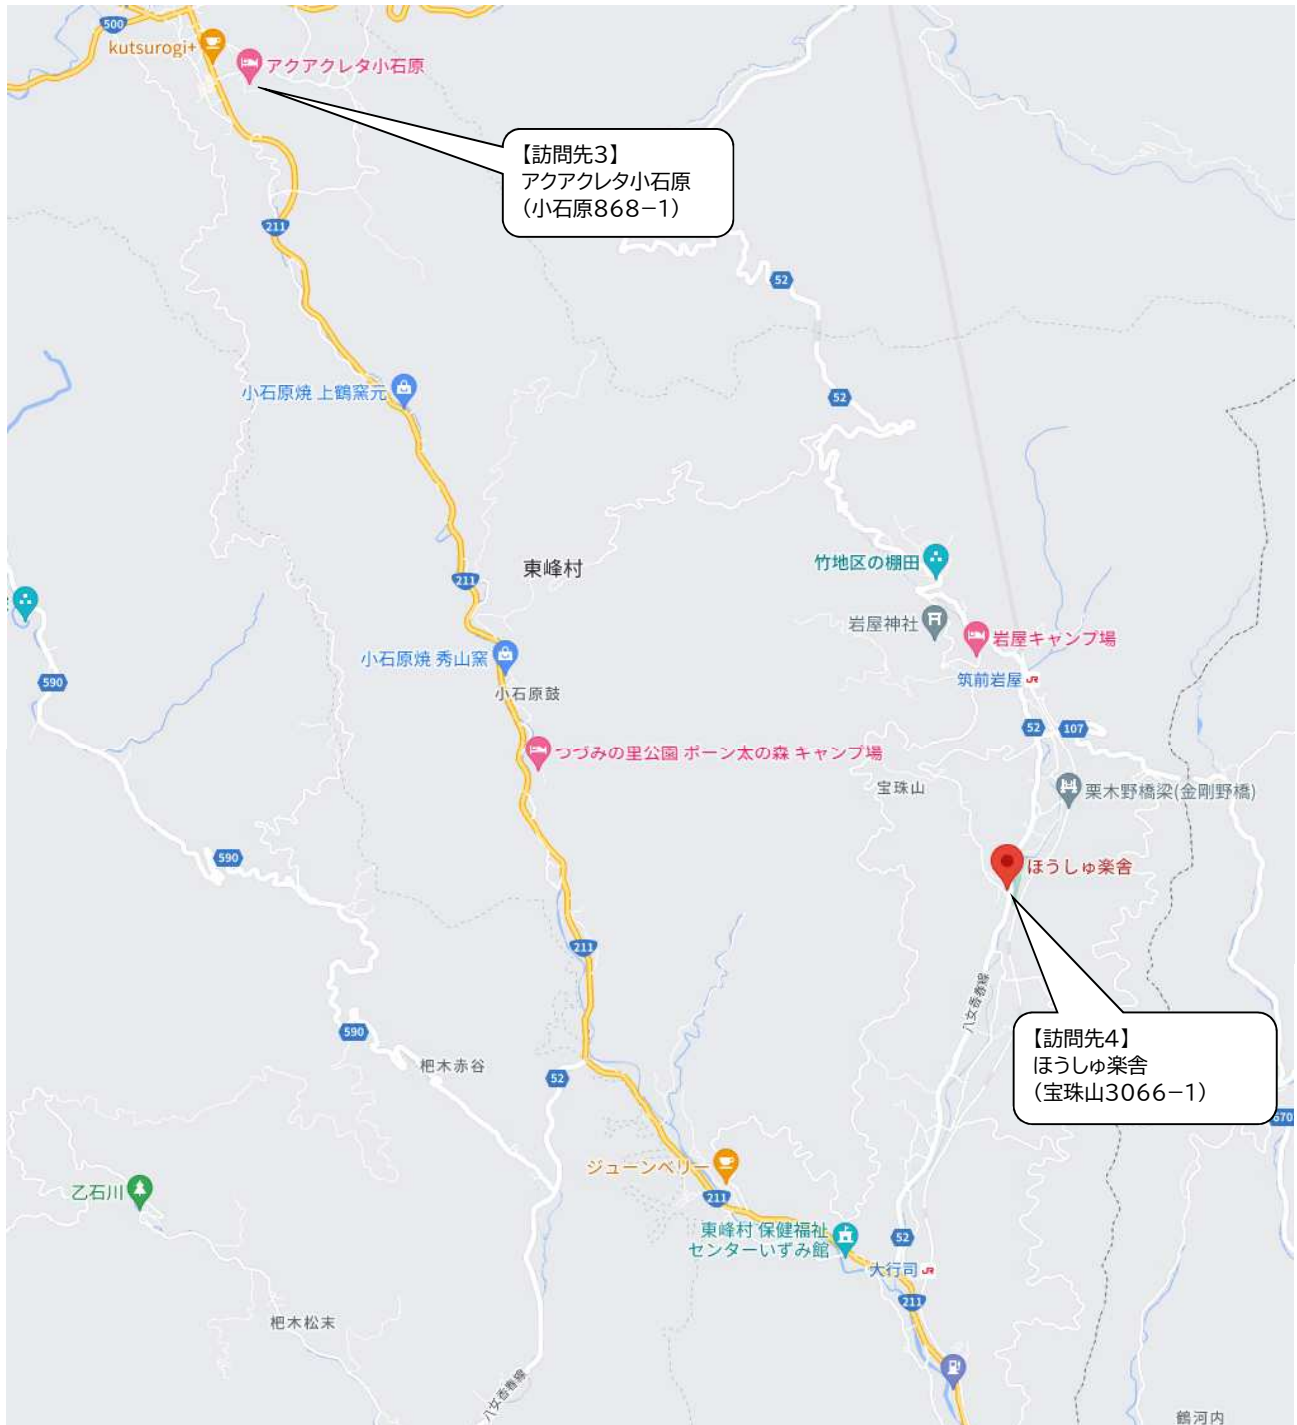 500
kutsurogi+
アクアクレタ小石原
【訪問先3】
アクアクレタ小石原
(小石原868−1)
211
52
小石原焼 上鶴窯元
52
竹地区の棚田
東峰村
211
岩屋神社
岩屋キャンプ場
小石原焼 秀山窯
筑前岩屋
JR
590
小石原鼓
52
107
つづみの里公園 ポーン太の森 キャンプ場
宝珠山
栗木野橋梁(金剛野橋)
590
ほうしゅ楽舎
211
八女香春線
590
【訪問先4】
ほうしゅ楽舎
(宝珠山3066−1)
杷木赤谷
52
670
ジューンベリー
乙石川
211
東峰村 保健福祉
センターいずみ館
52
大行司
JR
211
杷木松末
八女香春線
鶴河内